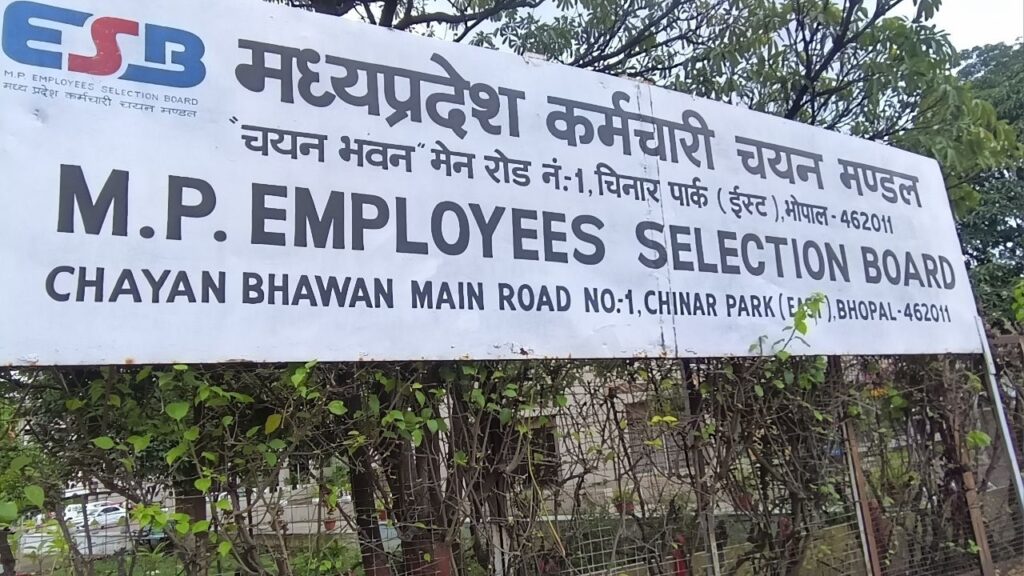 ESB
M.P. EMPLOYEES SELECTION BOARD
मध्य प्रदेश कर्मचारी चयन मण्डल
मध्यप्रदेश कर्मचारी चयन मण्डल
"चयन भवन" मेन रोड नं.-1, चिनार पार्क (ईस्ट), भोपाल - 462011
M.P. EMPLOYEES SELECTION BOARD
CHAYAN BHAWAN MAIN ROAD NO.-1, CHINAR PARK (EAST), BHOPAL-462011